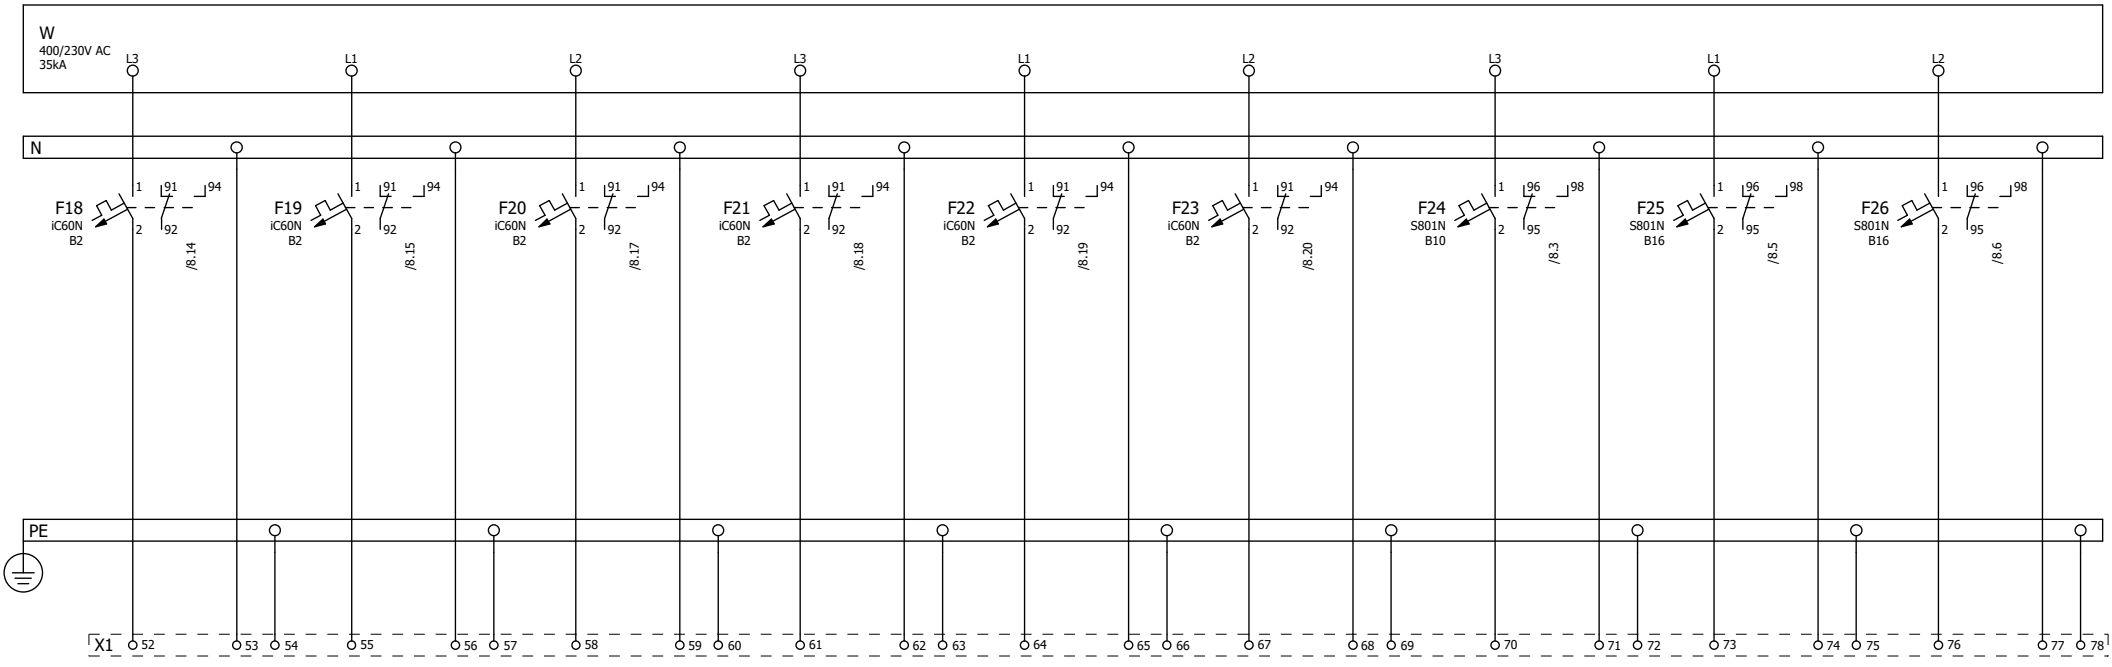 W
400/230V AC
35kA
L3 L1 L2 L3 L1 L2 L3 L1 L2
N
1 91 94 1 91 94 1 91 94 1 91 94 1 91 94 1 91 94 1 96 98 1 96 98 1 96 98
F18 F19 F20 F21 F22 F23 F24 F25 F26
iC60N iC60N iC60N iC60N iC60N iC60N S801N S801N S801N
2 92 2 92 2 92 2 92 2 92 2 92 2 95 2 95 2 95
B2 B2 B2 B2 B2 B2 B10 B16 B16
/8.14 /8.15 /8.17 /8.18 /8.19 /8.20 /8.3 /8.5 /8.6
PE
X1 52 53 54 55 56 57 58 59 60 61 62 63 64 65 66 67 68 69 70 71 72 73 74 75 76 77 78